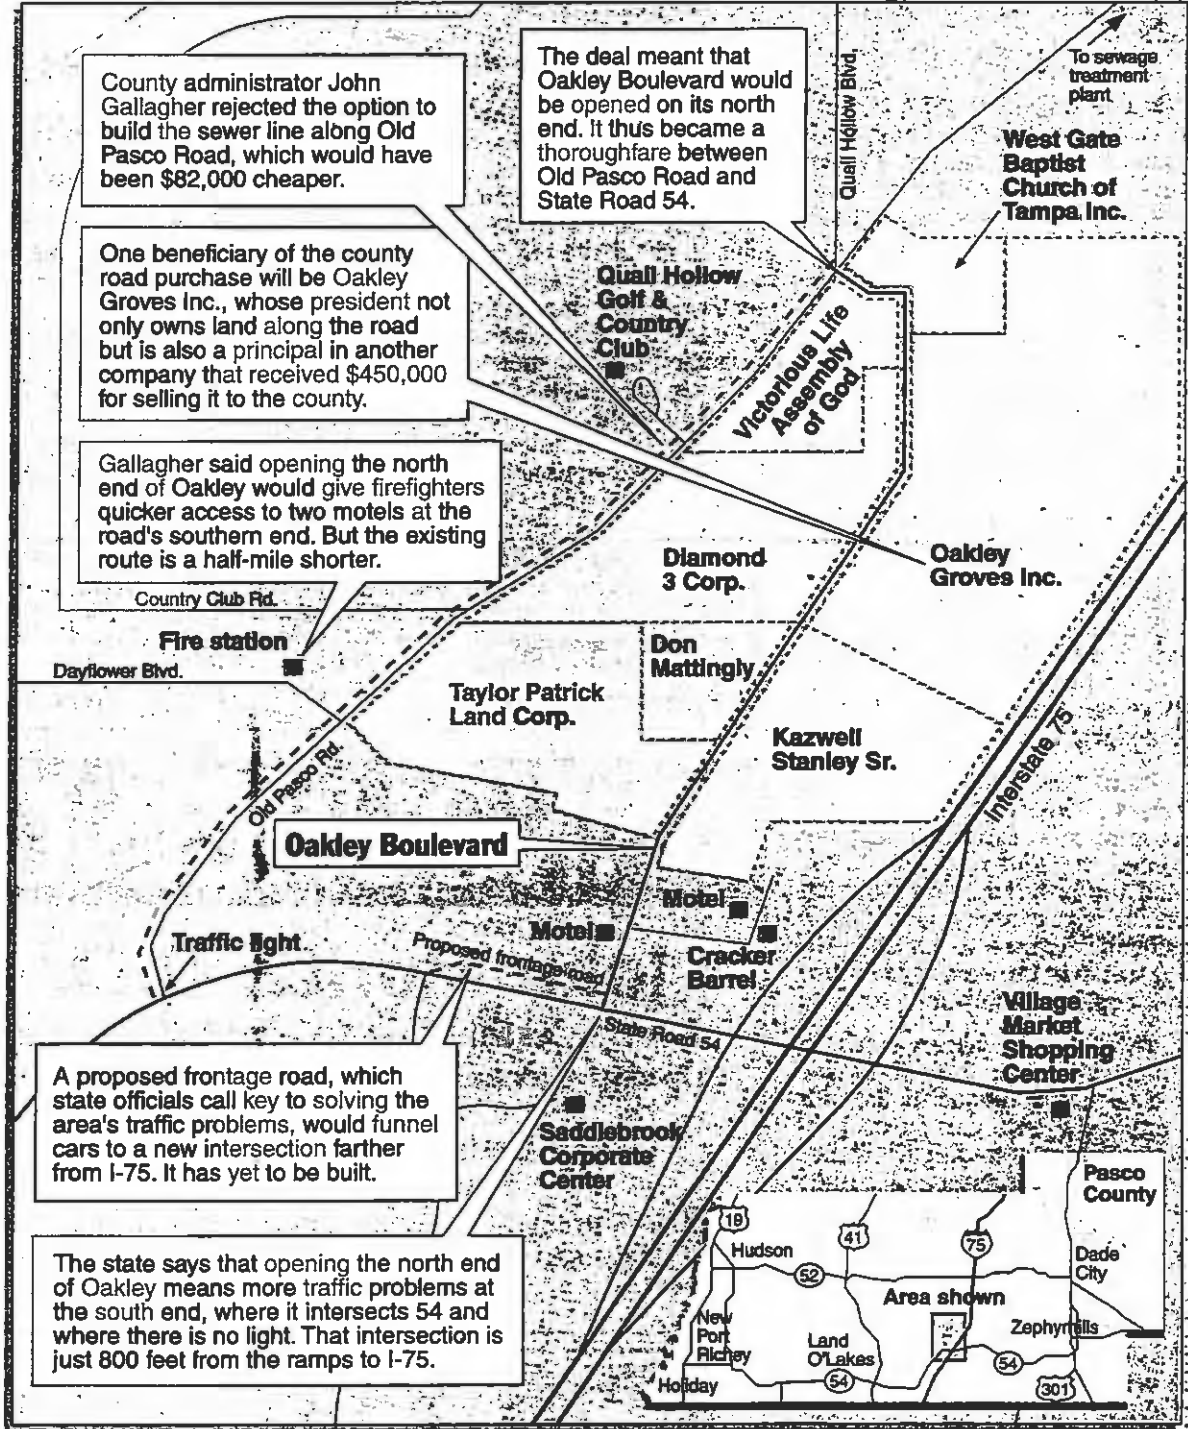 County administrator John
Gallagher rejected the option to
build the sewer line along Old
Pasco Road, which would have
been $82,000 cheaper.
The deal meant that
Oakley Boulevard would
be opened on its north
end. It thus became a
thoroughfare between
Old Pasco Road and
State Road 54.
Quail Hollow Blvd.
To sewage
treatment
plant
West Gate
Baptist
Church of
Tampa Inc.
One beneficiary of the county
road purchase will be Oakley
Groves Inc., whose president not
only owns land along the road
but is also a principal in another
company that received $450,000
for selling it to the county.
Quail Hollow
Golf &
Country
Club
Victorious Life
Assembly
of God
Gallagher said opening the north
end of Oakley would give firefighters
quicker access to two motels at the
road's southern end. But the existing
route is a half-mile shorter.
Diamond
3 Corp.
Oakley
Groves Inc.
Country Club Rd.
Fire station
Dayflower Blvd.
Don
Mattingly
Taylor Patrick
Land Corp.
Kazwell
Stanley Sr.
Interstate 75
Old Pasco Rd.
Oakley Boulevard
Motel
Motel
Cracker
Barrel
Traffic light
Proposed frontage road
State Road 54
Village
Market
Shopping
Center
A proposed frontage road, which
state officials call key to solving the
area's traffic problems, would funnel
cars to a new intersection farther
from I-75. It has yet to be built.
Saddlebrook
Corporate
Center
The state says that opening the north end
of Oakley means more traffic problems at
the south end, where it intersects 54 and
where there is no light. That intersection is
just 800 feet from the ramps to I-75.
Pasco
County
19
41
75
Hudson
52
Dade
City
Area shown
New
Port
Richey
Land
O'Lakes
Zephyrhills
54
54
Holiday
301